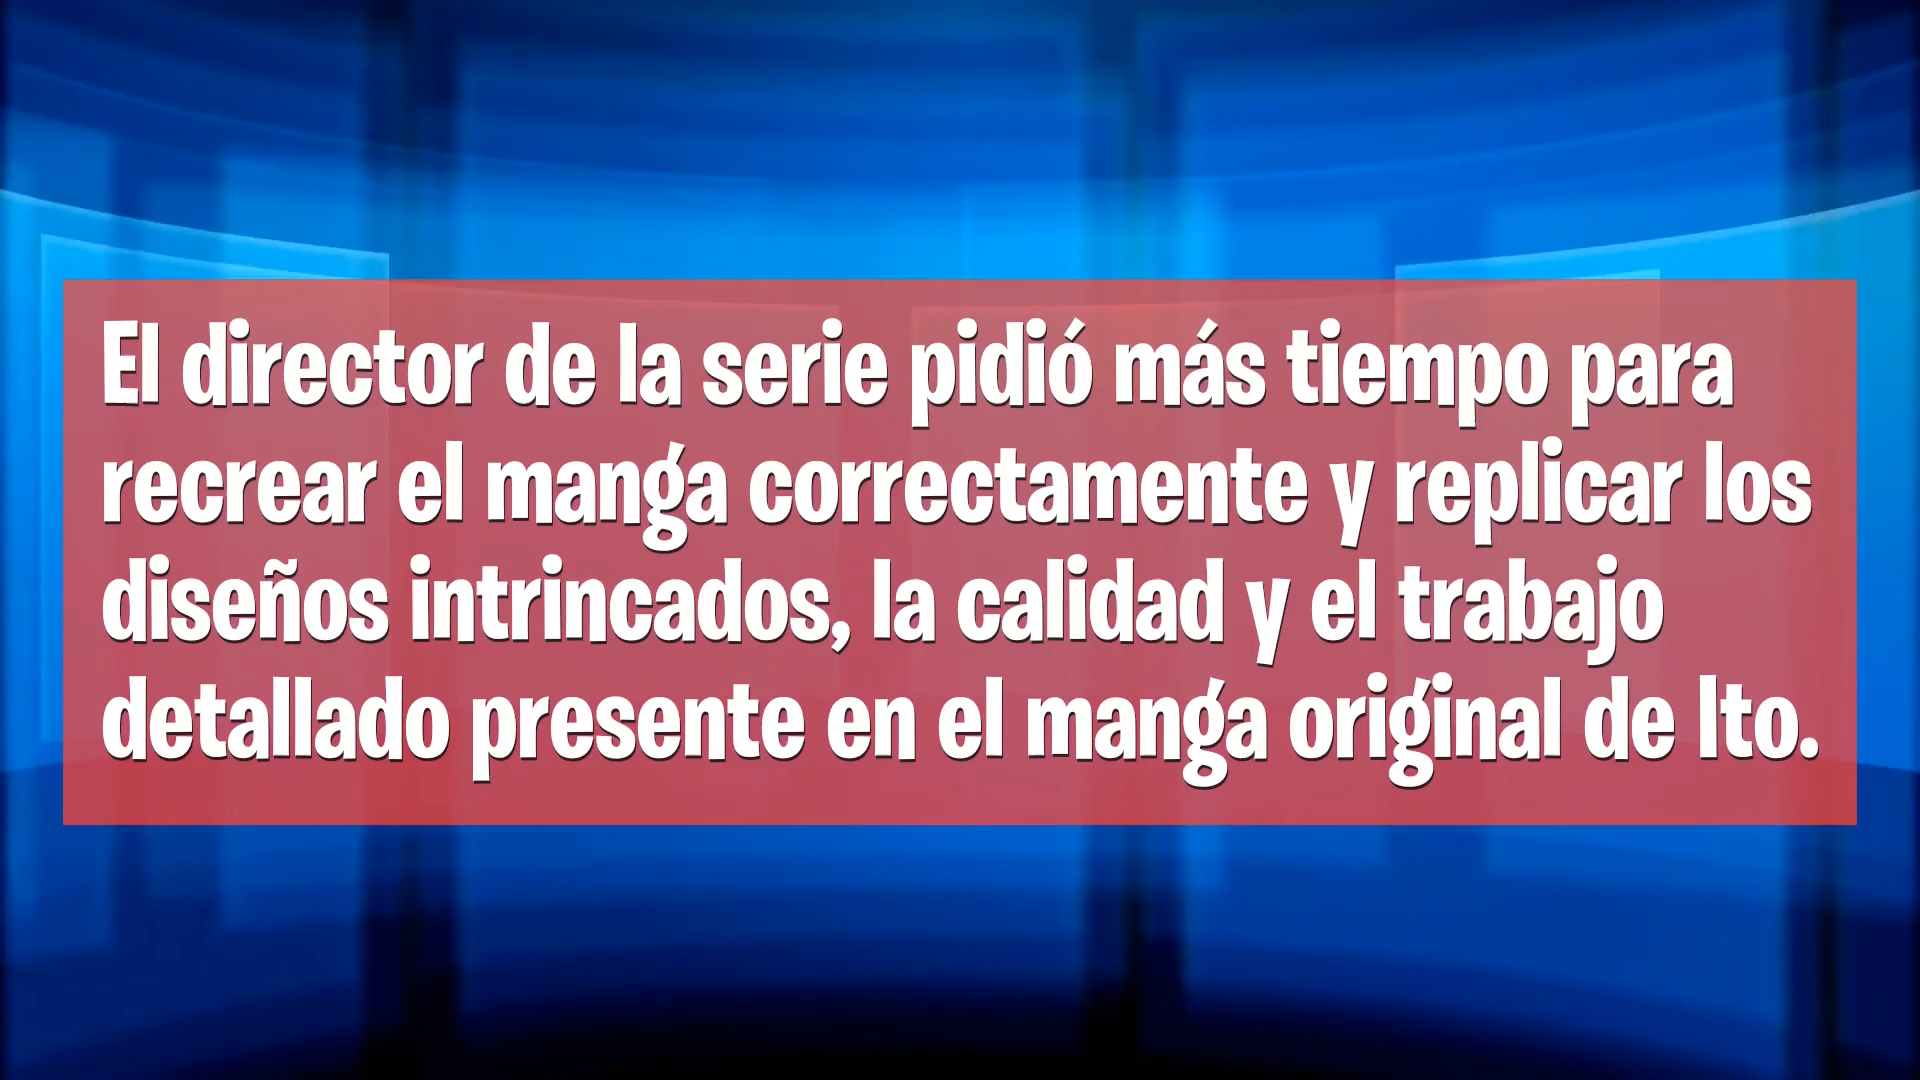 El director de la serie pidió más tiempo para
recrear el manga correctamente y replicar los
diseños intrincados, la calidad y el trabajo
detallado presente en el manga original de Ito.